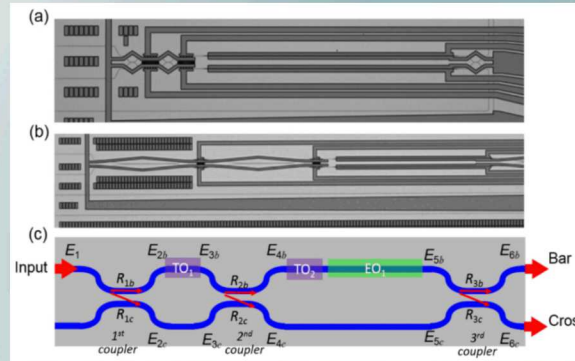 (a)
(b)
(c)
E1 E2b E3b E4b E5b E6b Bar
Input TO1 TO2 EO1
R1b R2b R3b
R1c R2c R3c
1st coupler E2c E3c 2nd coupler E4c E5c 3rd coupler E6c Cros